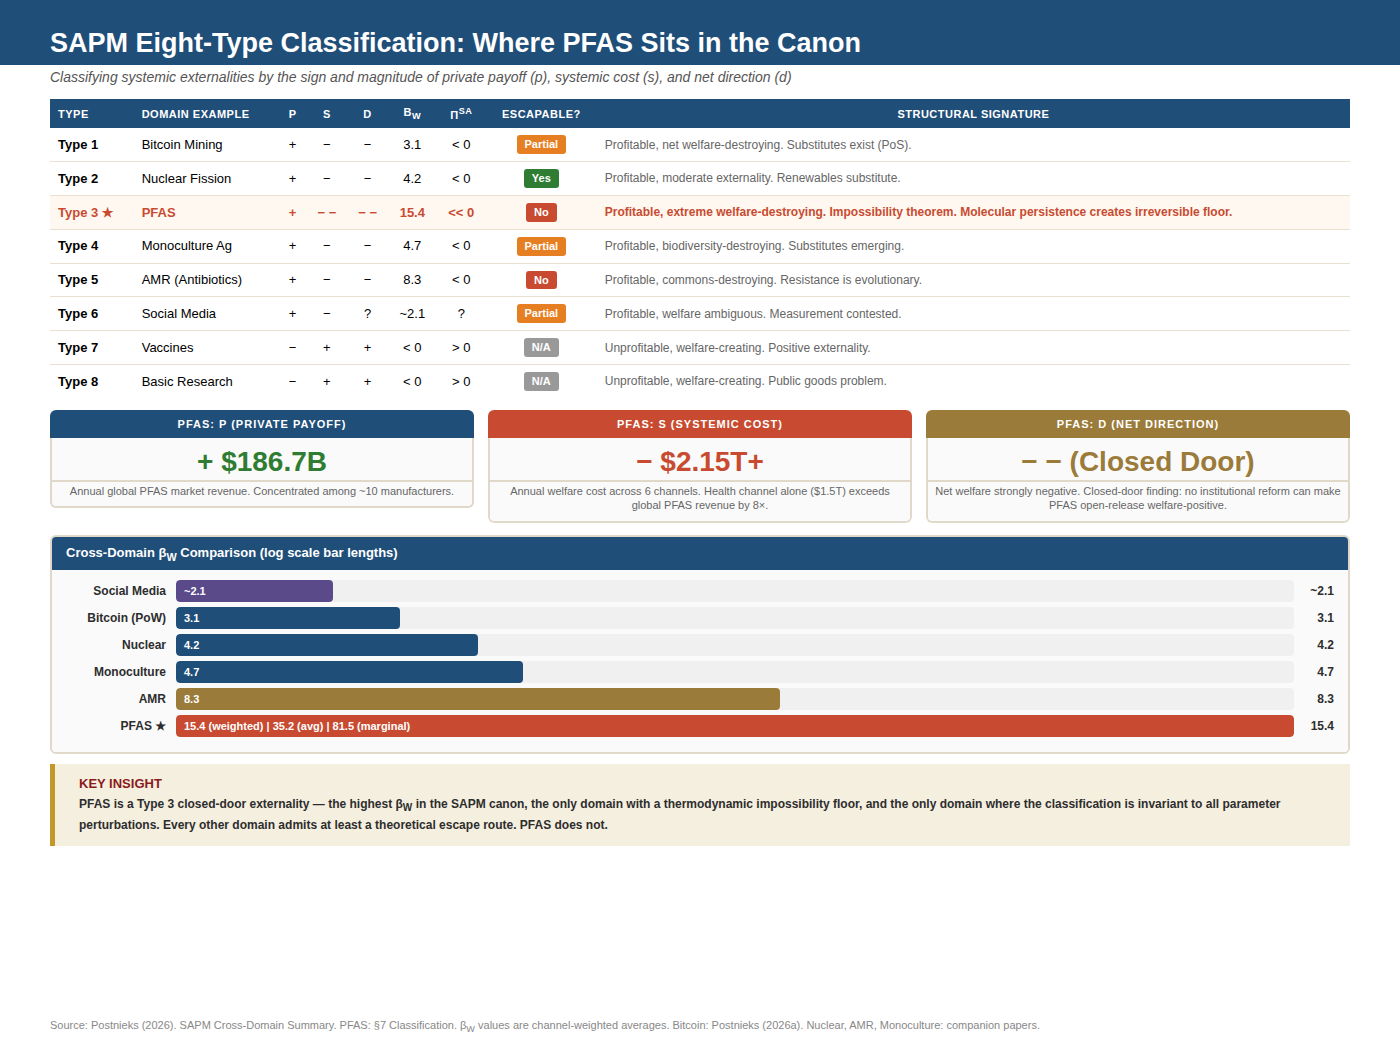 SAPM Eight-Type Classification: Where PFAS Sits in the Canon
Classifying systemic externalities by the sign and magnitude of private payoff (p), systemic cost (s), and net direction (d)
TYPE DOMAIN EXAMPLE P S D BW ΠSA ESCAPABLE? STRUCTURAL SIGNATURE
Type 1 Bitcoin Mining + − − 3.1 < 0 Partial Profitable, net welfare-destroying. Substitutes exist (PoS).
Type 2 Nuclear Fission + − − 4.2 < 0 Yes Profitable, moderate externality. Renewables substitute.
Type 3 ★ PFAS + − − − − 15.4 << 0 No Profitable, extreme welfare-destroying. Impossibility theorem. Molecular persistence creates irreversible floor.
Type 4 Monoculture Ag + − − 4.7 < 0 Partial Profitable, biodiversity-destroying. Substitutes emerging.
Type 5 AMR (Antibiotics) + − − 8.3 < 0 No Profitable, commons-destroying. Resistance is evolutionary.
Type 6 Social Media + − ? ~2.1 ? Partial Profitable, welfare ambiguous. Measurement contested.
Type 7 Vaccines − + + < 0 > 0 N/A Unprofitable, welfare-creating. Positive externality.
Type 8 Basic Research − + + < 0 > 0 N/A Unprofitable, welfare-creating. Public goods problem.
PFAS: P (PRIVATE PAYOFF)
+ $186.7B
Annual global PFAS market revenue. Concentrated among ~10 manufacturers.
PFAS: S (SYSTEMIC COST)
− $2.15T+
Annual welfare cost across 6 channels. Health channel alone ($1.5T) exceeds
global PFAS revenue by 8×.
PFAS: D (NET DIRECTION)
− − (Closed Door)
Net welfare strongly negative. Closed-door finding: no institutional reform can make
PFAS open-release welfare-positive.
Cross-Domain βW Comparison (log scale bar lengths)
Social Media ~2.1 ~2.1
Bitcoin (PoW) 3.1 3.1
Nuclear 4.2 4.2
Monoculture 4.7 4.7
AMR 8.3 8.3
PFAS ★ 15.4 (weighted) | 35.2 (avg) | 81.5 (marginal) 15.4
KEY INSIGHT
PFAS is a Type 3 closed-door externality — the highest βW in the SAPM canon, the only domain with a thermodynamic impossibility floor, and the only domain where the classification is invariant to all parameter
perturbations. Every other domain admits at least a theoretical escape route. PFAS does not.
Source: Postnieks (2026). SAPM Cross-Domain Summary. PFAS: §7 Classification. βW values are channel-weighted averages. Bitcoin: Postnieks (2026a). Nuclear, AMR, Monoculture: companion papers.